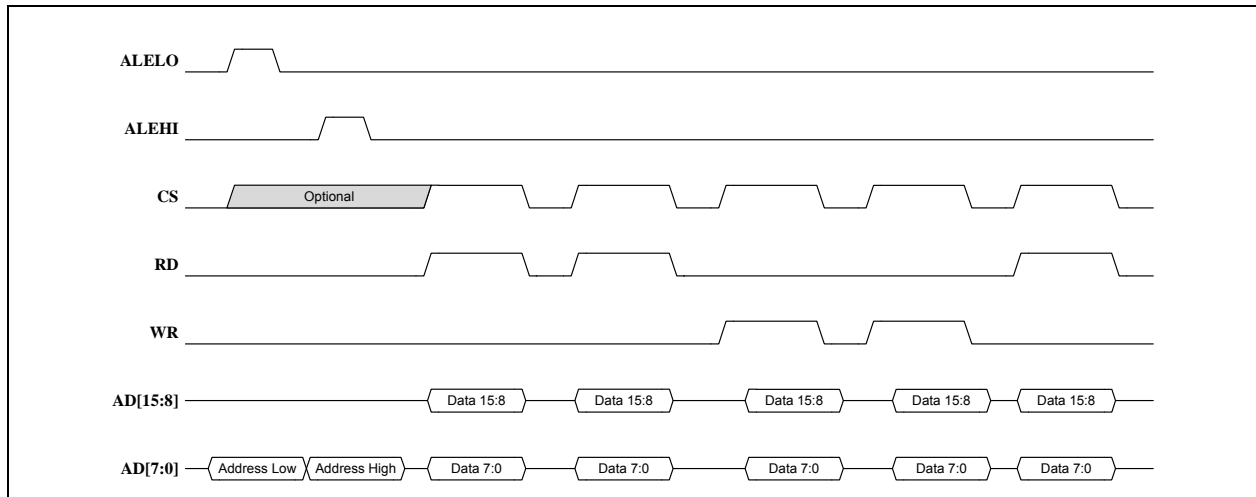 ALELO
ALEHI
CS Optional
RD
WR
AD[15:8] Data 15:8 Data 15:8 Data 15:8 Data 15:8 Data 15:8
AD[7:0] Address Low Address High Data 7:0 Data 7:0 Data 7:0 Data 7:0 Data 7:0